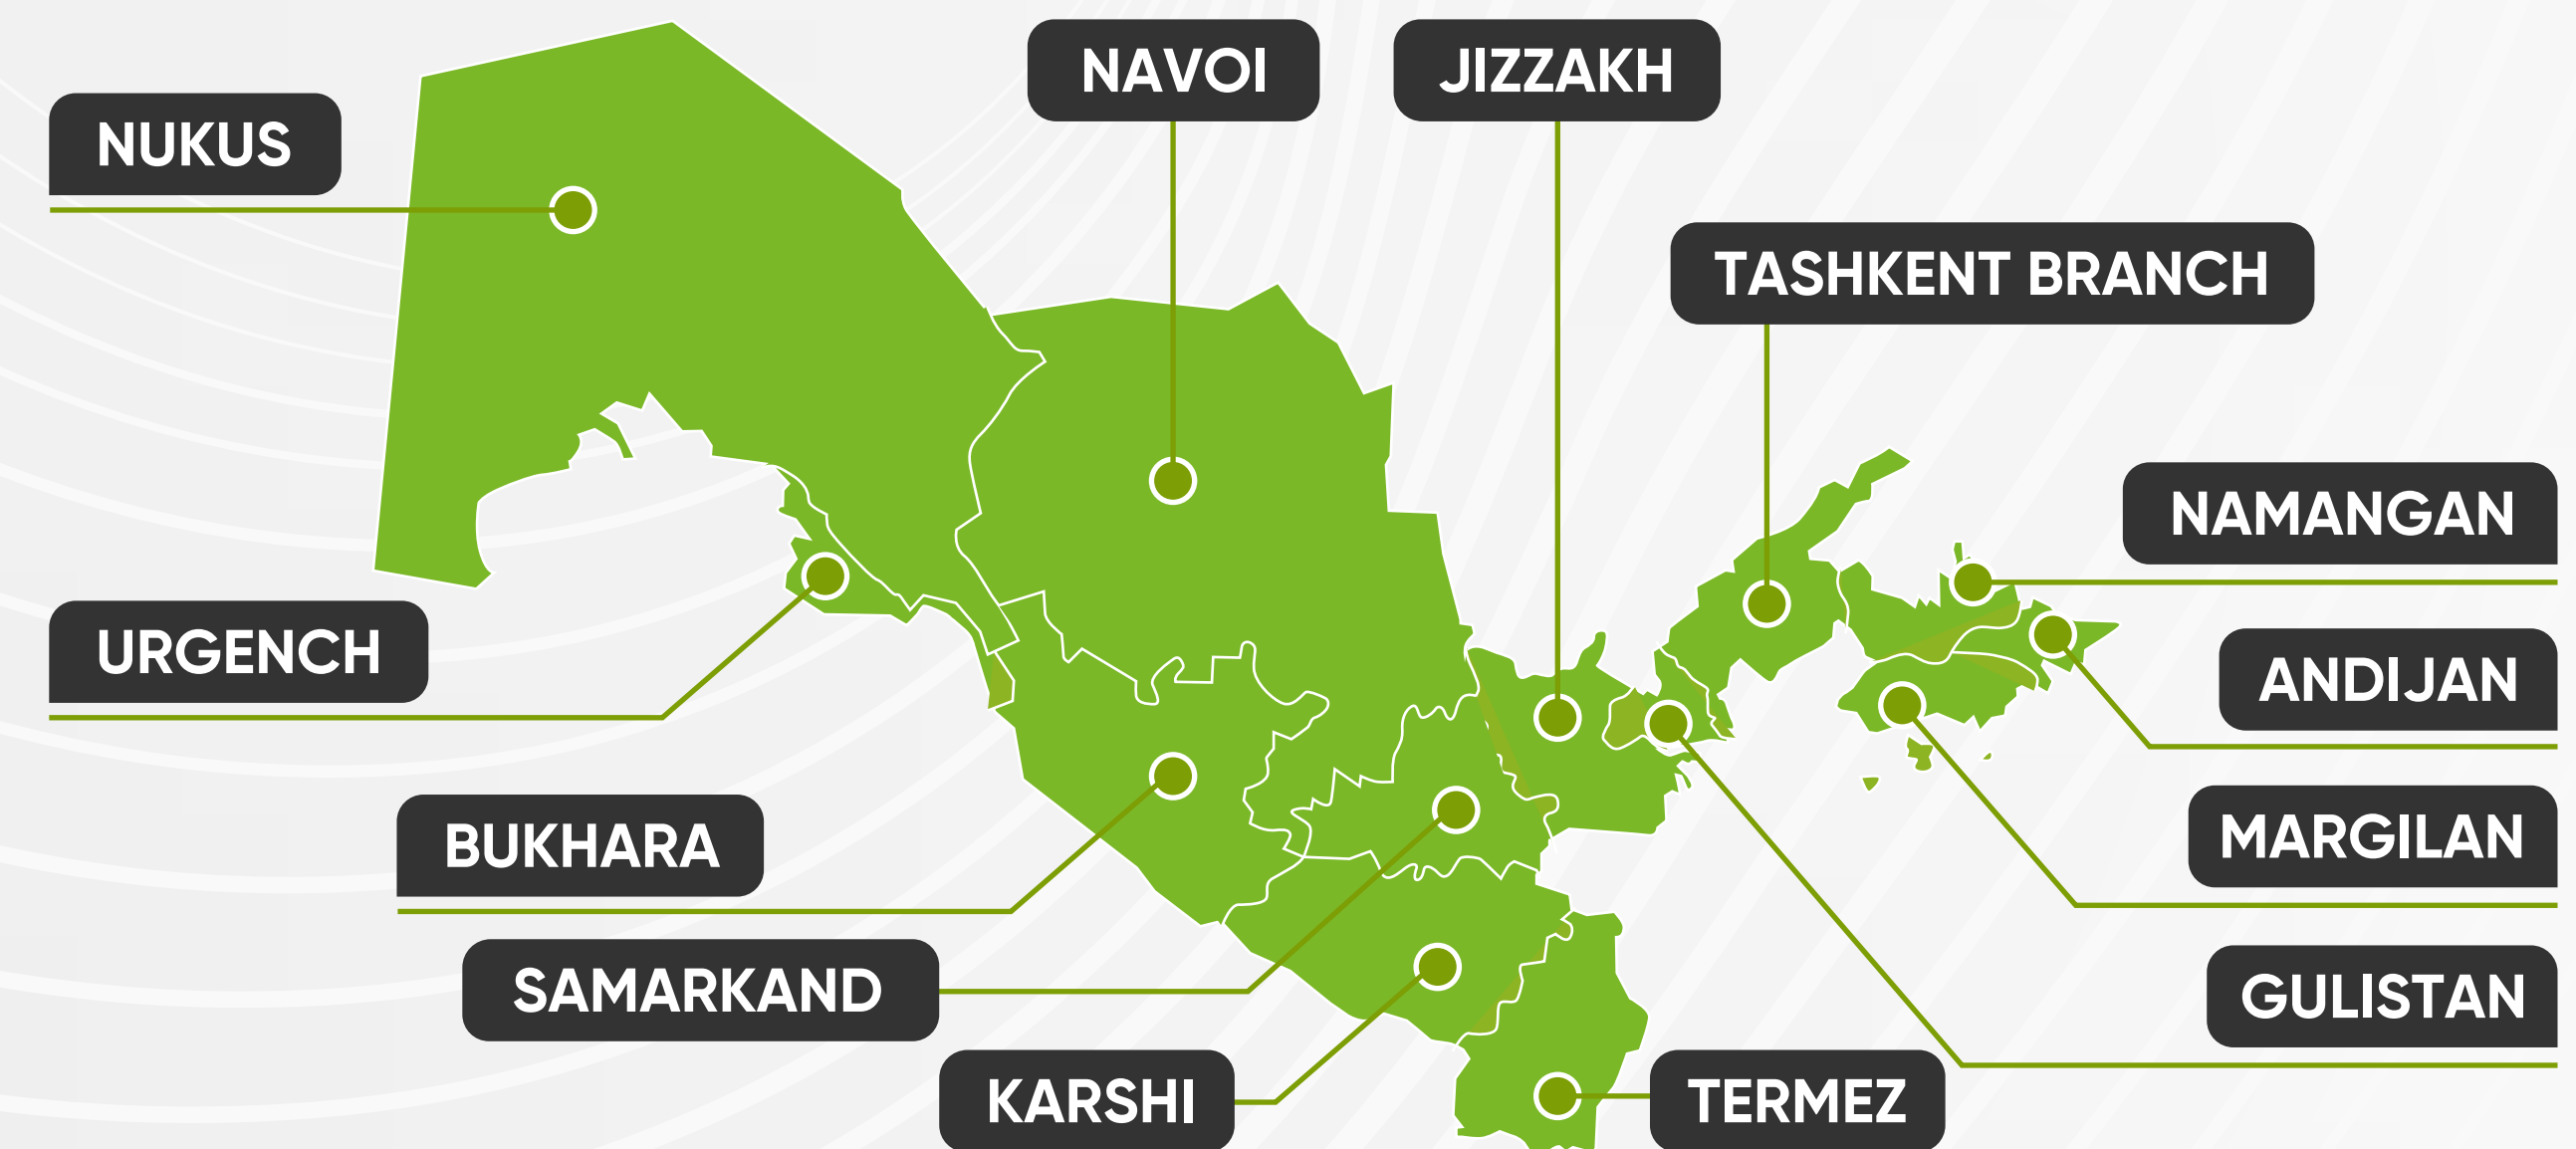 NAVOI
JIZZAKH
NUKUS
TASHKENT BRANCH
NAMANGAN
URGENCH
ANDIJAN
BUKHARA
MARGILAN
SAMARKAND
GULISTAN
KARSHI
TERMEZ